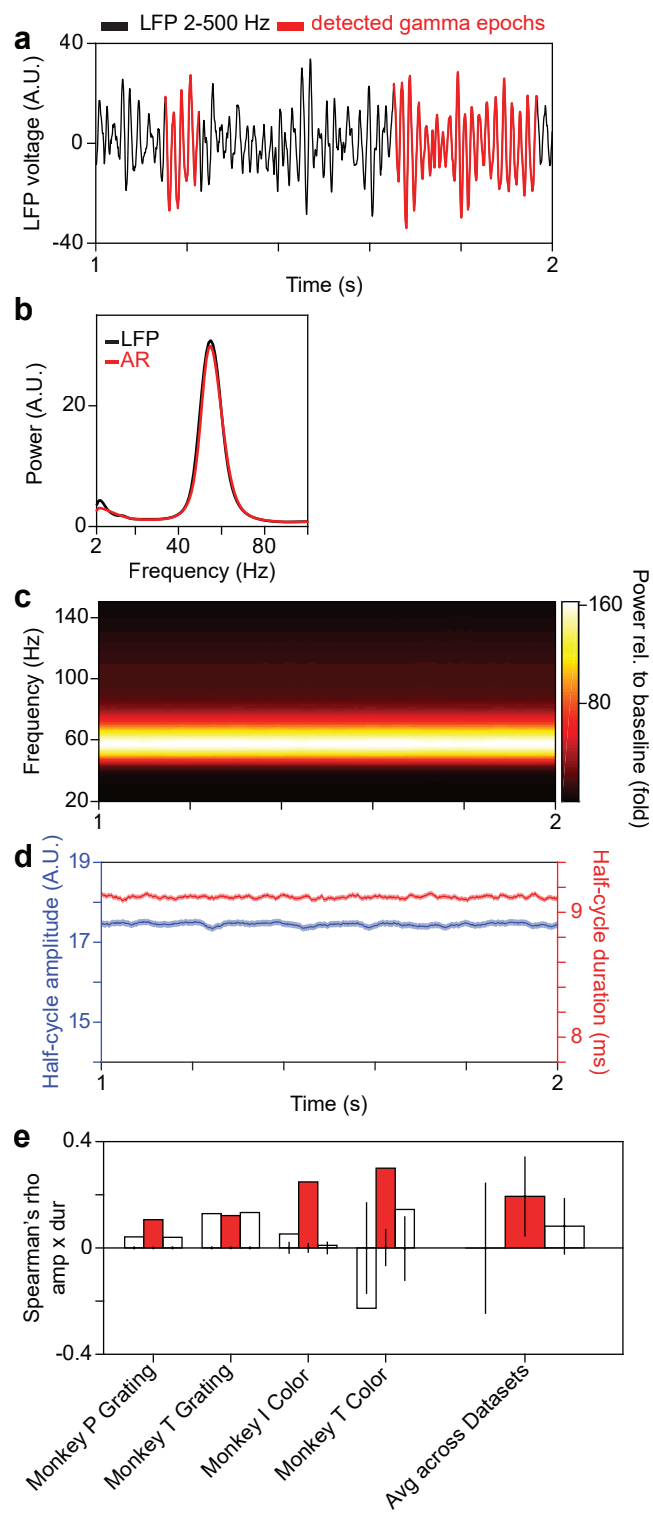 a
LFP 2-500 Hz detected gamma epochs
LFP voltage (A.U.)
40
0
-40
1
2
Time (s)
b
LFP
AR
Power (A.U.)
20
0
2
40
80
Frequency (Hz)
c
Frequency (Hz)
140
100
60
20
1
2
160
80
Power rel. to
baseline (fold)
d
Half-cycle amplitude (A.U.)
19
17
15
9
8
Half-cycle duration (ms)
1
2
Time (s)
e
Spearman's rho
amp x dur
0.4
0
-0.4
Monkey P Grating
Monkey T Grating
Monkey I Color
Monkey T Color
Avg across Datasets